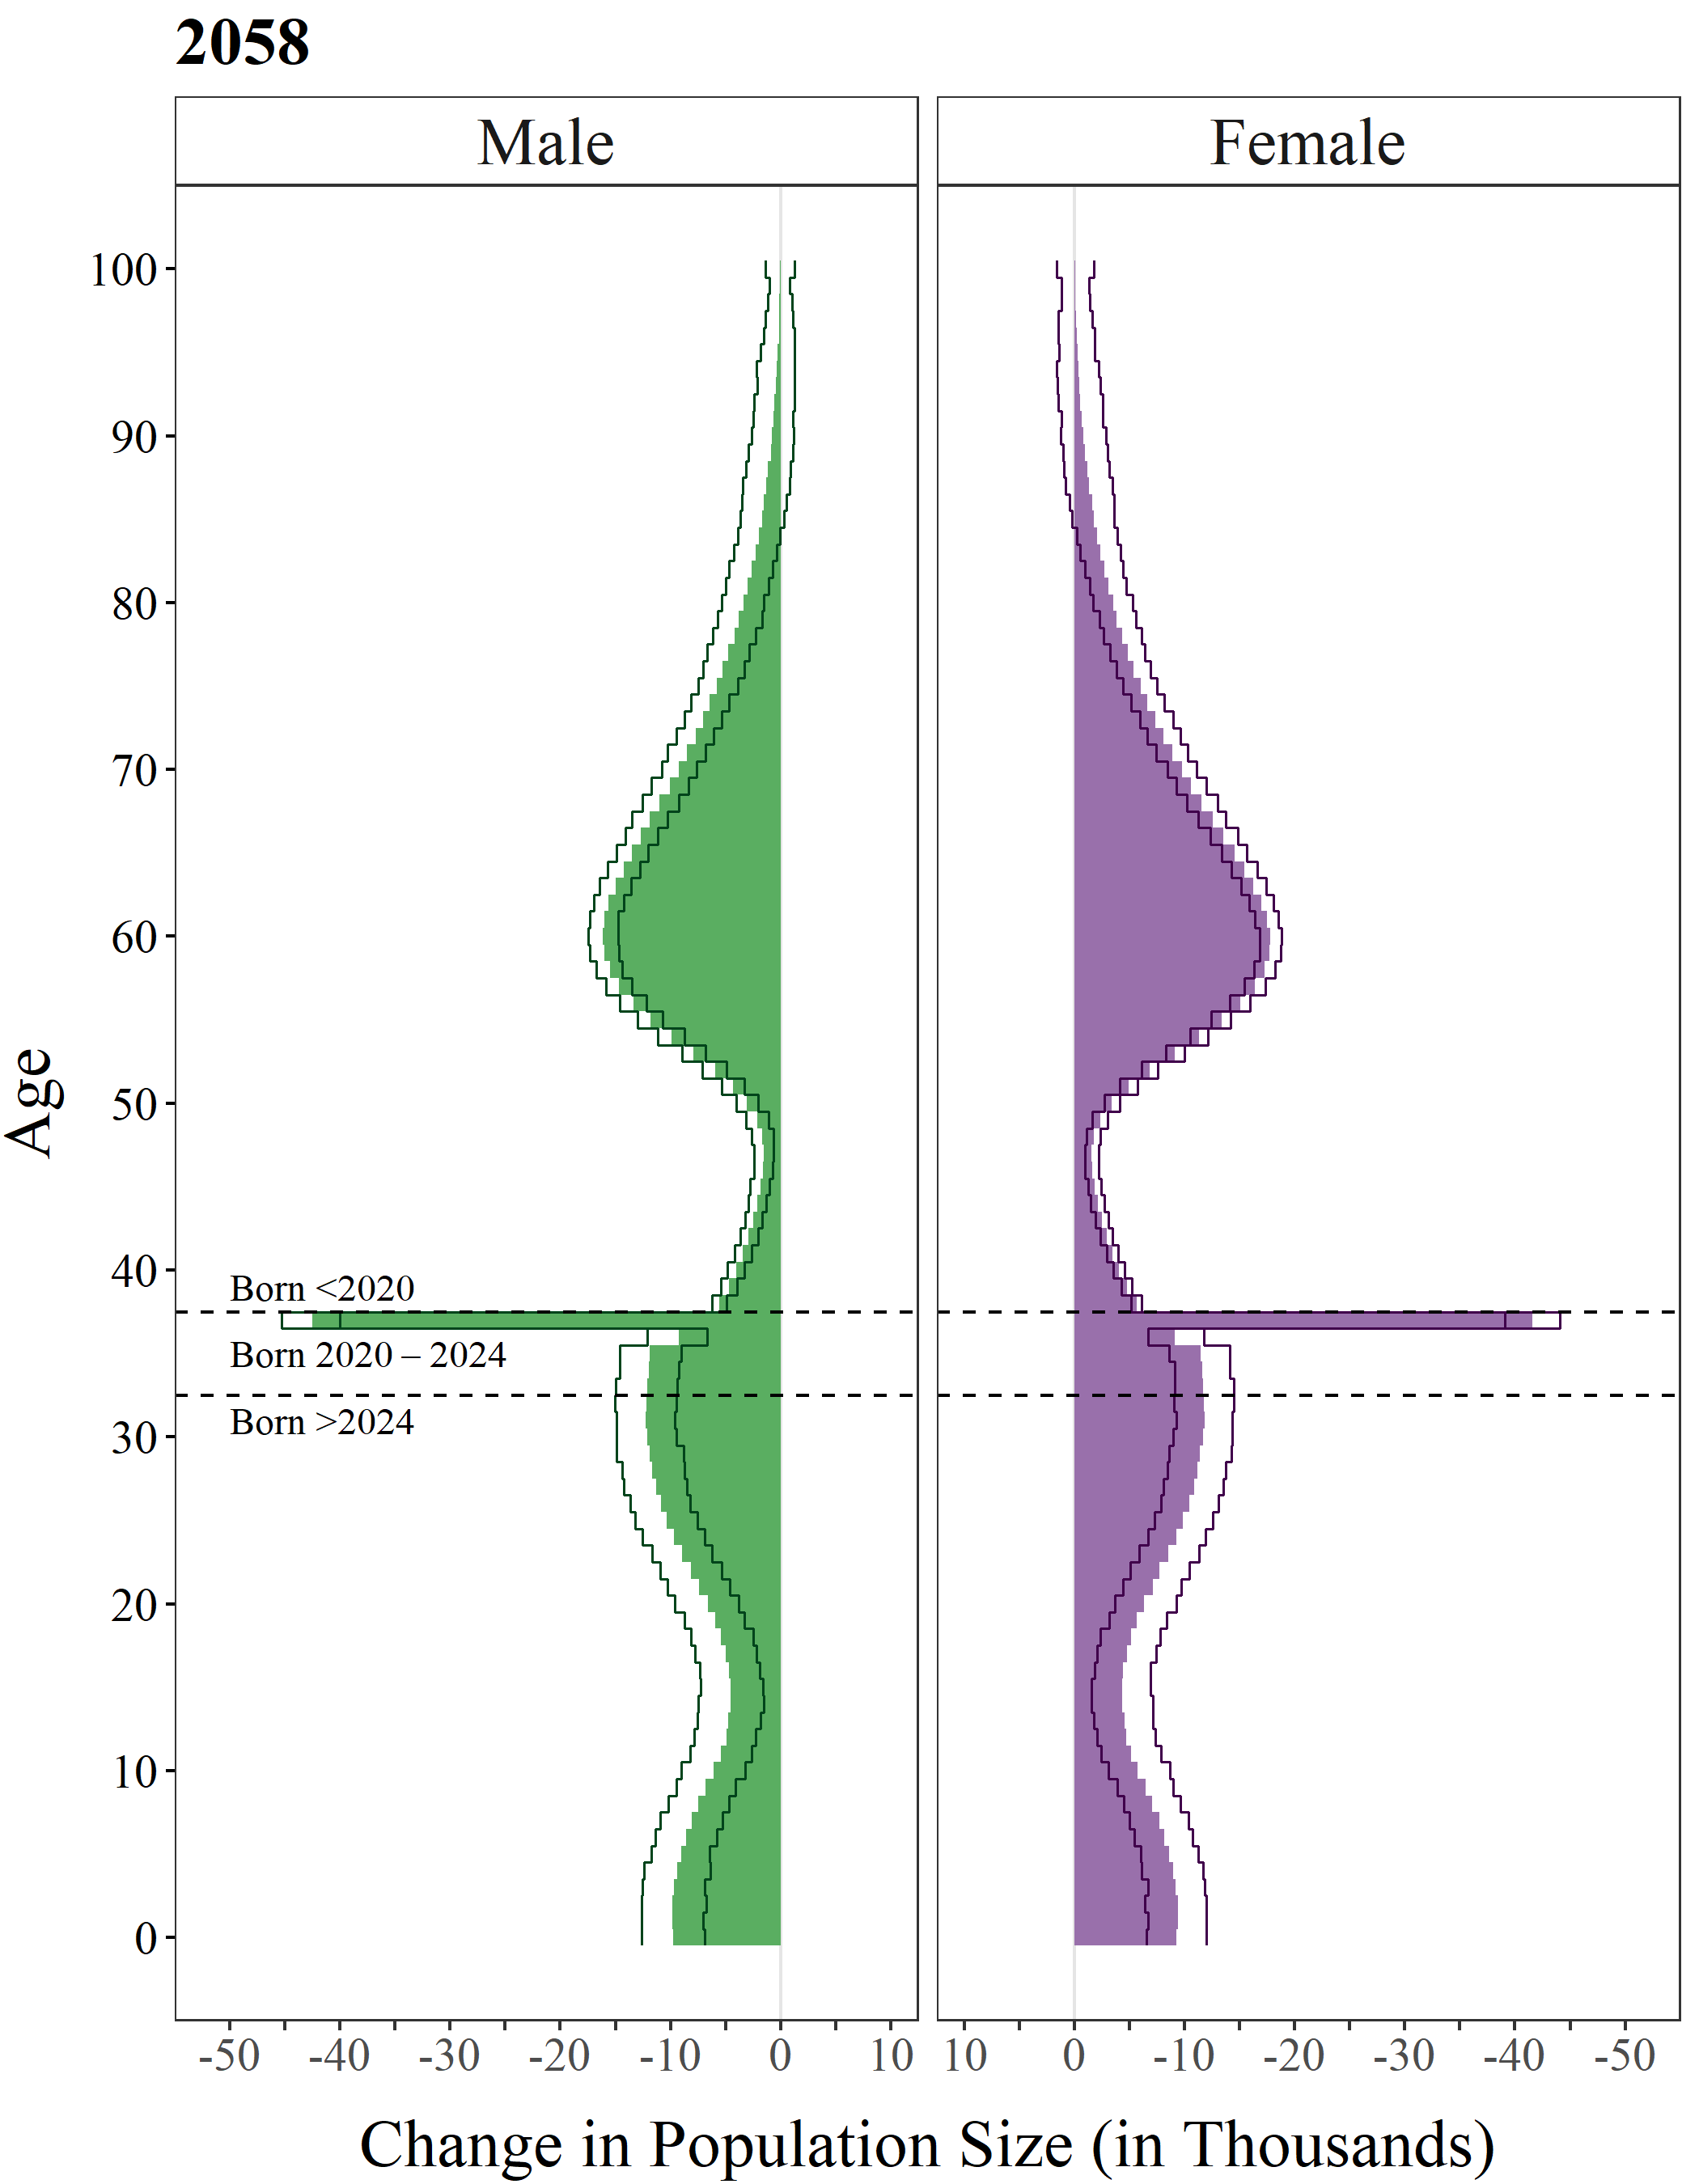 2058
Male
Female
100
90
80
70
60
50
40
30
20
10
0
Age
Born <2020
Born 2020 – 2024
Born >2024
-50 -40 -30 -20 -10 0 10
10 0 -10 -20 -30 -40 -50
Change in Population Size (in Thousands)